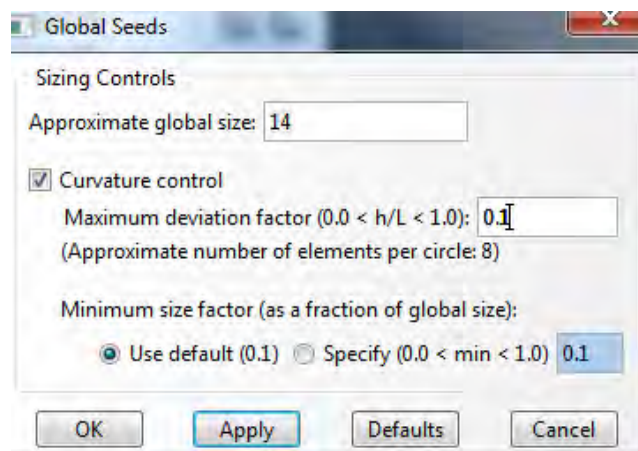 Global Seeds
Sizing Controls
Approximate global size: 14
Curvature control
Maximum deviation factor (0.0 < h/L < 1.0): 0.1
(Approximate number of elements per circle: 8)
Minimum size factor (as a fraction of global size):
Use default (0.1) Specify (0.0 < min < 1.0) 0.1
OK Apply Defaults Cancel